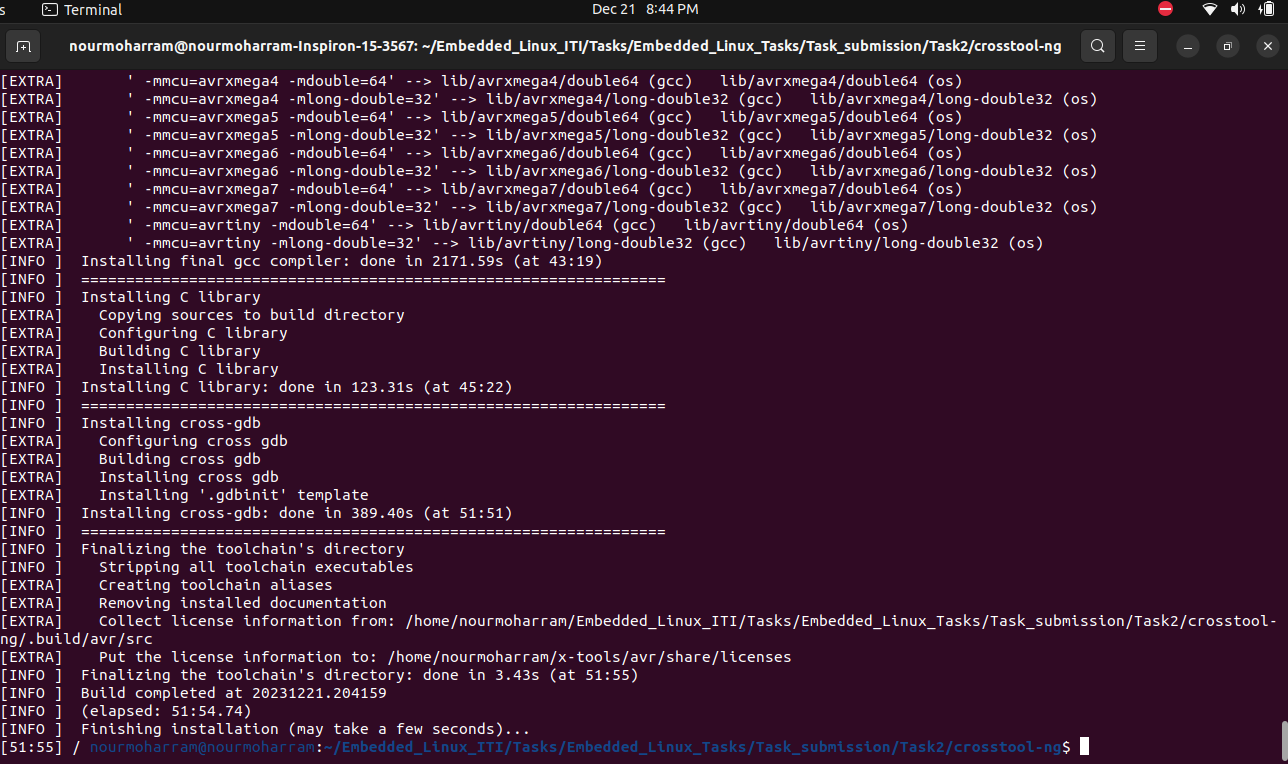 s
Terminal
Dec 21 8:44 PM
nourmoharram@nourmoharram-Inspiron-15-3567: ~/Embedded_Linux_ITI/Tasks/Embedded_Linux_Tasks/Task_submission/Task2/crosstool-ng
[EXTRA]       ' -mmcu=avrxmega4 -mdouble=64' --> lib/avrxmega4/double64 (gcc)   lib/avrxmega4/double64 (os)
[EXTRA]       ' -mmcu=avrxmega4 -mlong-double=32' --> lib/avrxmega4/long-double32 (gcc)   lib/avrxmega4/long-double32 (os)
[EXTRA]       ' -mmcu=avrxmega5 -mdouble=64' --> lib/avrxmega5/double64 (gcc)   lib/avrxmega5/double64 (os)
[EXTRA]       ' -mmcu=avrxmega5 -mlong-double=32' --> lib/avrxmega5/long-double32 (gcc)   lib/avrxmega5/long-double32 (os)
[EXTRA]       ' -mmcu=avrxmega6 -mdouble=64' --> lib/avrxmega6/double64 (gcc)   lib/avrxmega6/double64 (os)
[EXTRA]       ' -mmcu=avrxmega6 -mlong-double=32' --> lib/avrxmega6/long-double32 (gcc)   lib/avrxmega6/long-double32 (os)
[EXTRA]       ' -mmcu=avrxmega7 -mdouble=64' --> lib/avrxmega7/double64 (gcc)   lib/avrxmega7/double64 (os)
[EXTRA]       ' -mmcu=avrxmega7 -mlong-double=32' --> lib/avrxmega7/long-double32 (gcc)   lib/avrxmega7/long-double32 (os)
[EXTRA]       ' -mmcu=avrtiny -mdouble=64' --> lib/avrtiny/double64 (gcc)   lib/avrtiny/double64 (os)
[EXTRA]       ' -mmcu=avrtiny -mlong-double=32' --> lib/avrtiny/long-double32 (gcc)   lib/avrtiny/long-double32 (os)
[INFO ]  Installing final gcc compiler: done in 2171.59s (at 43:19)
[INFO ]  =================================================================
[INFO ]  Installing C library
[EXTRA]    Copying sources to build directory
[EXTRA]    Configuring C library
[EXTRA]    Building C library
[EXTRA]    Installing C library
[INFO ]  Installing C library: done in 123.31s (at 45:22)
[INFO ]  =================================================================
[INFO ]  Installing cross-gdb
[EXTRA]    Configuring cross gdb
[EXTRA]    Building cross gdb
[EXTRA]    Installing cross gdb
[EXTRA]    Installing '.gdbinit' template
[INFO ]  Installing cross-gdb: done in 389.40s (at 51:51)
[INFO ]  =================================================================
[INFO ]  Finalizing the toolchain's directory
[INFO ]    Stripping all toolchain executables
[EXTRA]    Creating toolchain aliases
[EXTRA]    Removing installed documentation
[EXTRA]    Collect license information from: /home/nourmoharram/Embedded_Linux_ITI/Tasks/Embedded_Linux_Tasks/Task_submission/Task2/crosstool-
ng/.build/avr/src
[EXTRA]    Put the license information to: /home/nourmoharram/x-tools/avr/share/licenses
[INFO ]  Finalizing the toolchain's directory: done in 3.43s (at 51:55)
[INFO ]  Build completed at 20231221.204159
[INFO ]  (elapsed: 51:54.74)
[INFO ]  Finishing installation (may take a few seconds)...
[51:55] / nourmoharram@nourmoharram:~/Embedded_Linux_ITI/Tasks/Embedded_Linux_Tasks/Task_submission/Task2/crosstool-ng$